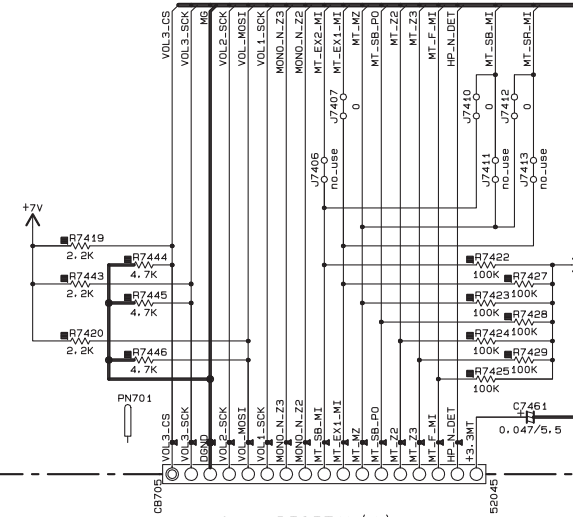 VOL3_CS
VOL3_SCK
MG
VOL2_SCK
VOL_MOSI
VOL1_SCK
MONO_N_Z3
MONO_N_Z2
MT_EX2_MI
MT_EX1_MI
MT_MZ
MT_SB_PO
MT_Z2
MT_Z3
MT_F_MI
HP_N_DET
MT_SB_MI
MT_SR_MI
J7407
0
J7410
0
J7412
0
J7406
no_use
J7411
no_use
J7413
no_use
+7V
R7419
2.2K
R7444
4.7K
R7443
2.2K
R7445
4.7K
R7420
2.2K
R7446
4.7K
R7422
100K
R7427
100K
R7423
100K
R7428
100K
R7424
100K
R7429
100K
R7425
100K
PN701
C7461
+
0.047/5.5
VOL3_CS
VOL3_SCK
DGND
VOL2_SCK
VOL_MOSI
VOL1_SCK
MONO_N_Z3
MONO_N_Z2
MT_SB_MI
MT_EX1_MI
MT_MZ
MT_SB_PO
MT_Z2
MT_Z3
MT_F_MI
HP_N_DET
+3.3MT
CB705
52045